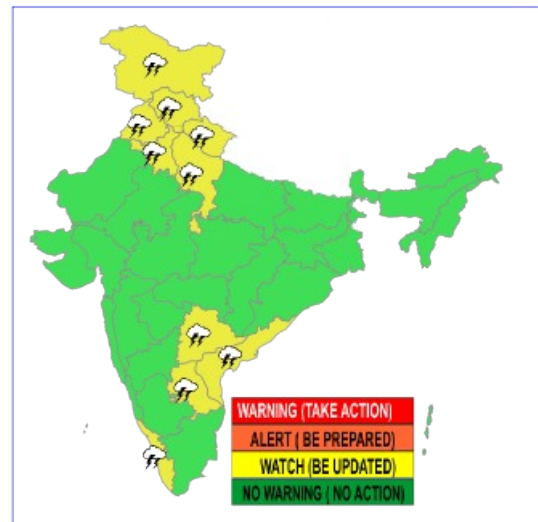 WARNING (TAKE ACTION)
ALERT ( BE PREPARED)
WATCH (BE UPDATED)
NO WARNING ( NO ACTION)